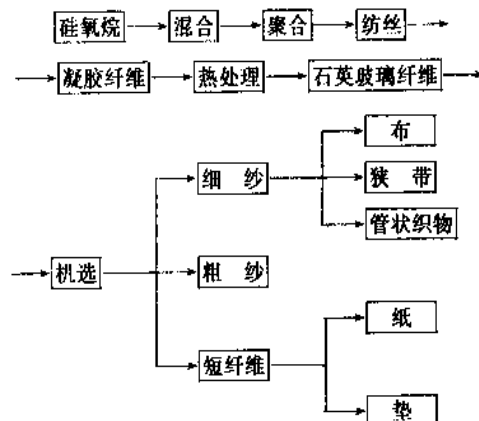 硅氧烷 混合 聚合 纺丝
凝胶纤维 热处理 石英玻璃纤维
布
细纱 狭带
管状织物
机选 粗纱
纸
短纤维
垫